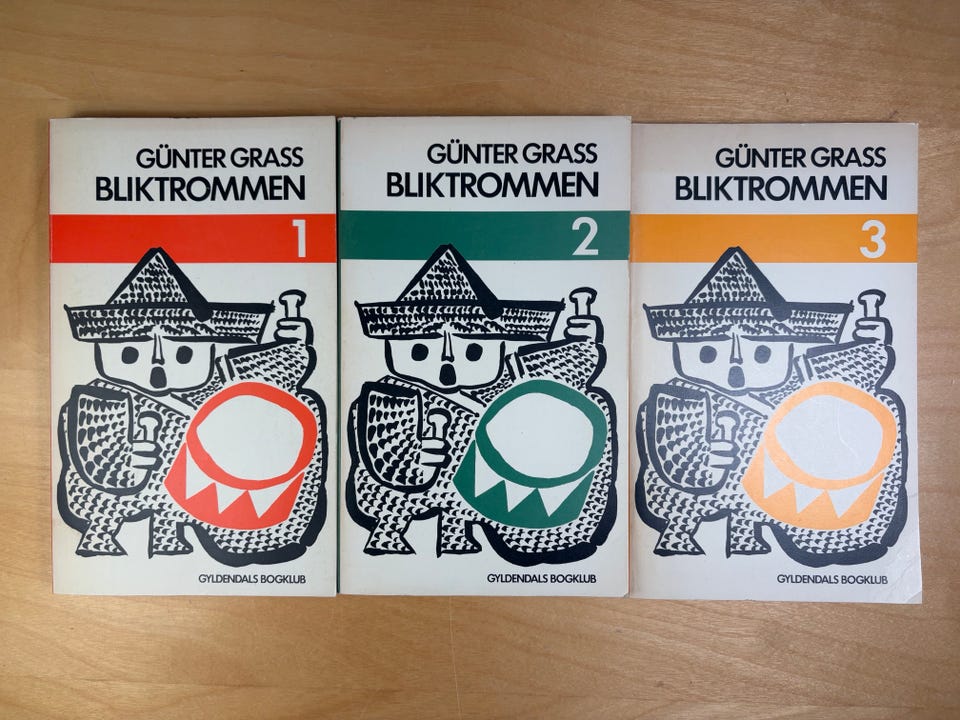 GÜNTER GRASS
BLIKTROMMEN
1
GYLDENDALS BOGKLUB
GÜNTER GRASS
BLIKTROMMEN
2
GYLDENDALS BOGKLUB
GÜNTER GRASS
BLIKTROMMEN
3
GYLDENDALS BOGKLUB